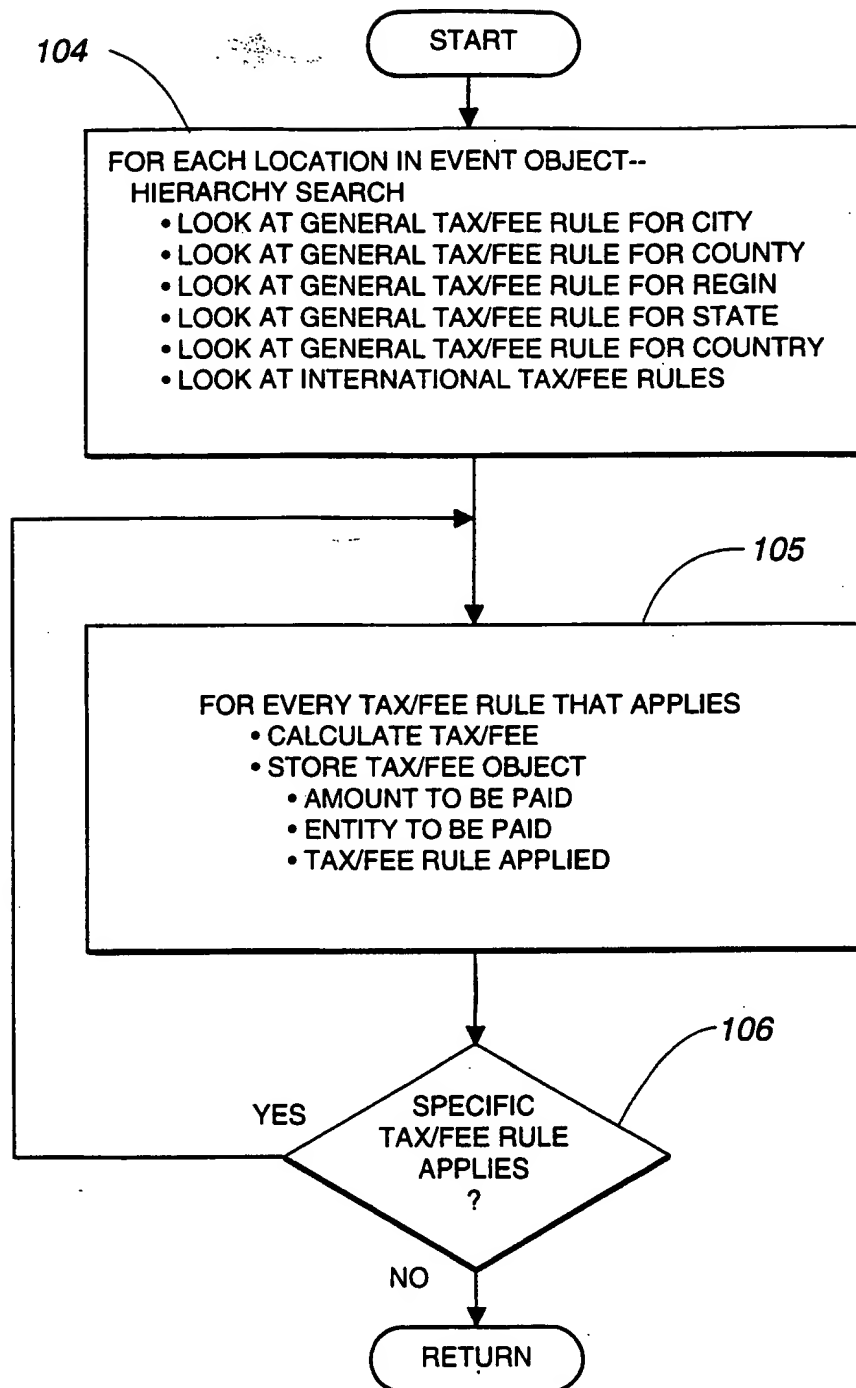 START
104
FOR EACH LOCATION IN EVENT OBJECT--
HIERARCHY SEARCH
• LOOK AT GENERAL TAX/FEE RULE FOR CITY
• LOOK AT GENERAL TAX/FEE RULE FOR COUNTY
• LOOK AT GENERAL TAX/FEE RULE FOR REGIN
• LOOK AT GENERAL TAX/FEE RULE FOR STATE
• LOOK AT GENERAL TAX/FEE RULE FOR COUNTRY
• LOOK AT INTERNATIONAL TAX/FEE RULES
105
FOR EVERY TAX/FEE RULE THAT APPLIES
• CALCULATE TAX/FEE
• STORE TAX/FEE OBJECT
• AMOUNT TO BE PAID
• ENTITY TO BE PAID
• TAX/FEE RULE APPLIED
106
YES
SPECIFIC
TAX/FEE RULE
APPLIES
?
NO
RETURN